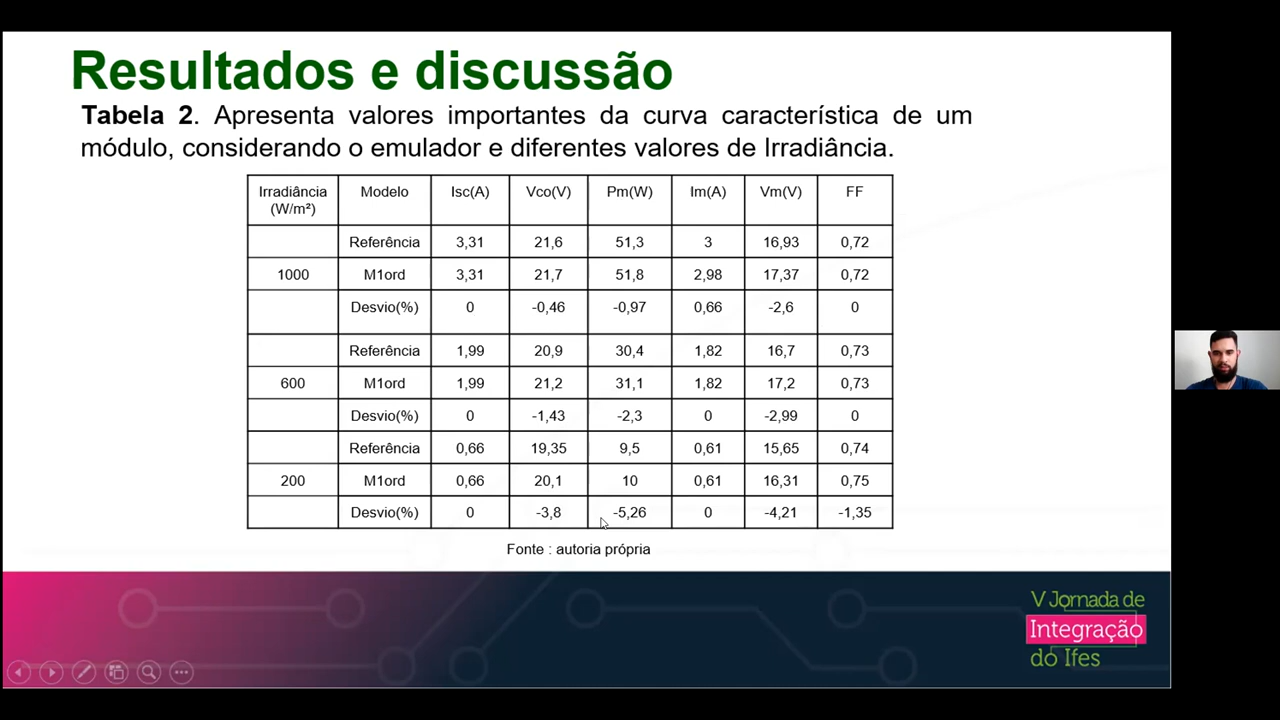 Resultados e discussão
Tabela 2. Apresenta valores importantes da curva característica de um
módulo, considerando o emulador e diferentes valores de Irradiância.
Irradiância (W/m²) Modelo Isc(A) Vco(V) Pm(W) Im(A) Vm(V) FF
Referência 3,31 21,6 51,3 3 16,93 0,72
1000 M1ord 3,31 21,7 51,8 2,98 17,37 0,72
Desvio(%) 0 -0,46 -0,97 0,66 -2,6 0
Referência 1,99 20,9 30,4 1,82 16,7 0,73
600 M1ord 1,99 21,2 31,1 1,82 17,2 0,73
Desvio(%) 0 -1,43 -2,3 0 -2,99 0
Referência 0,66 19,35 9,5 0,61 15,65 0,74
200 M1ord 0,66 20,1 10 0,61 16,31 0,75
Desvio(%) 0 -3,8 -5,26 0 -4,21 -1,35
Fonte : autoria própria
V Jornada de
Integração
do Ifes